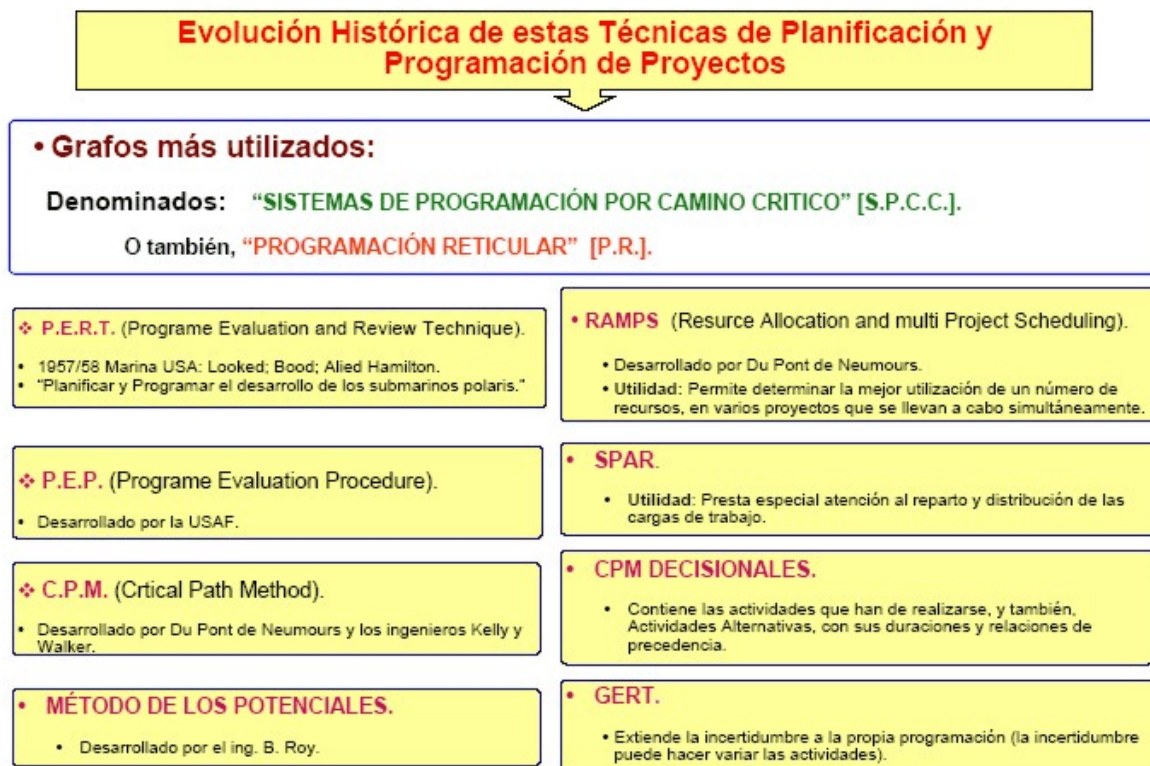 Evolución Histórica de estas Técnicas de Planificación y
Programación de Proyectos
• Grafos más utilizados:
Denominados: “SISTEMAS DE PROGRAMACIÓN POR CAMINO CRITICO” [S.P.C.C.].
O también, “PROGRAMACIÓN RETICULAR” [P.R.].
❖ P.E.R.T. (Programe Evaluation and Review Technique).
• 1957/58 Marina USA: Looked; Bood; Alied Hamilton.
• “Planificar y Programar el desarrollo de los submarinos polaris.”
❖ P.E.P. (Programe Evaluation Procedure).
• Desarrollado por la USAF.
❖ C.P.M. (Crtical Path Method).
• Desarrollado por Du Pont de Neumours y los ingenieros Kelly y
Walker.
• MÉTODO DE LOS POTENCIALES.
• Desarrollado por el ing. B. Roy.
• RAMPS (Resurce Allocation and multi Project Scheduling).
• Desarrollado por Du Pont de Neumours.
• Utilidad: Permite determinar la mejor utilización de un número de
recursos, en varios proyectos que se llevan a cabo simultáneamente.
• SPAR.
• Utilidad: Presta especial atención al reparto y distribución de las
cargas de trabajo.
• CPM DECISIONALES.
• Contiene las actividades que han de realizarse, y también,
Actividades Alternativas, con sus duraciones y relaciones de
precedencia.
• GERT.
• Extiende la incertidumbre a la propia programación (la incertidumbre
puede hacer variar las actividades).